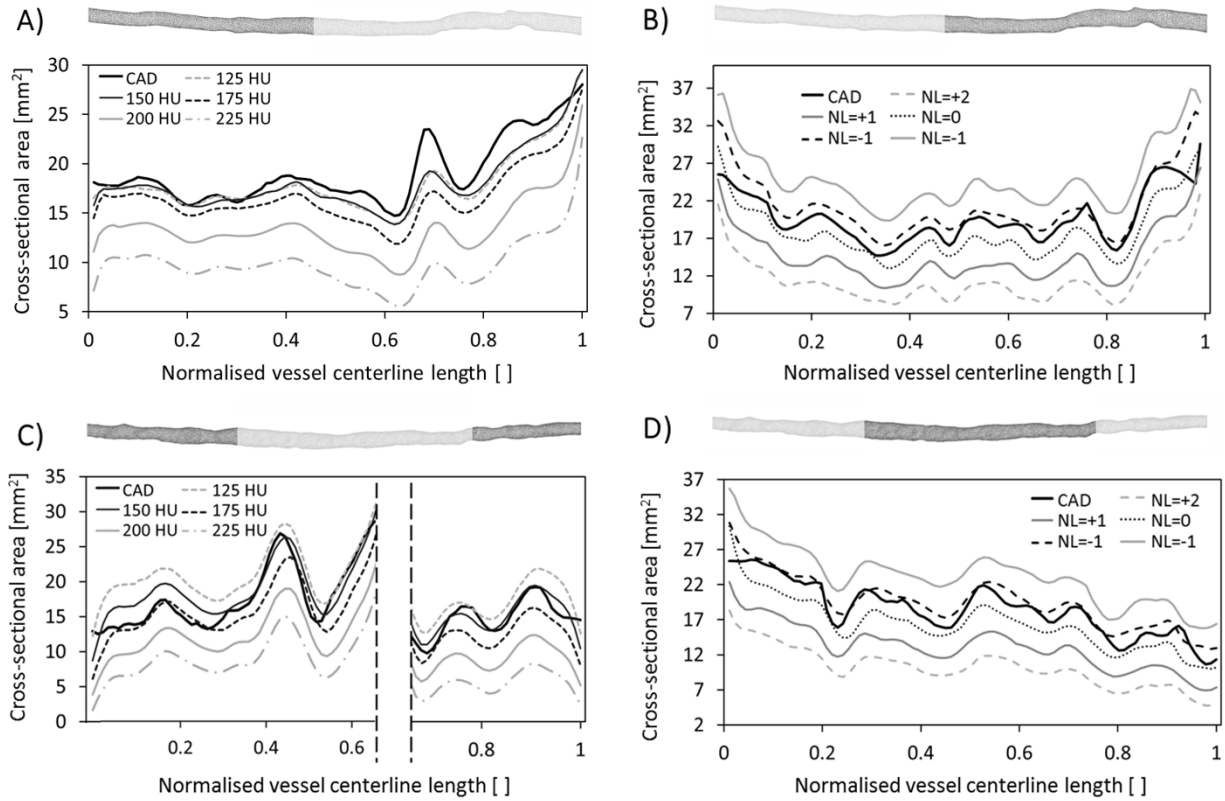 A)
Cross-sectional area [mm²]
30
25
20
15
10
5
CAD 125 HU
150 HU 175 HU
200 HU 225 HU
0 0.2 0.4 0.6 0.8 1
Normalised vessel centerline length [ ]
B)
Cross-sectional area [mm²]
37
32
27
22
17
12
7
CAD NL=+2
NL=+1 NL=0
NL=-1 NL=-1
0 0.2 0.4 0.6 0.8 1
Normalised vessel centerline length [ ]
C)
Cross-sectional area [mm²]
35
30
25
20
15
10
5
0
CAD 125 HU
150 HU 175 HU
200 HU 225 HU
0.2 0.4 0.6 0.8 1
Normalised vessel centerline length [ ]
D)
Cross-sectional area [mm²]
37
32
27
22
17
12
7
2
CAD NL=+2
NL=+1 NL=0
NL=-1 NL=-1
0 0.2 0.4 0.6 0.8 1
Normalised vessel centerline length [ ]